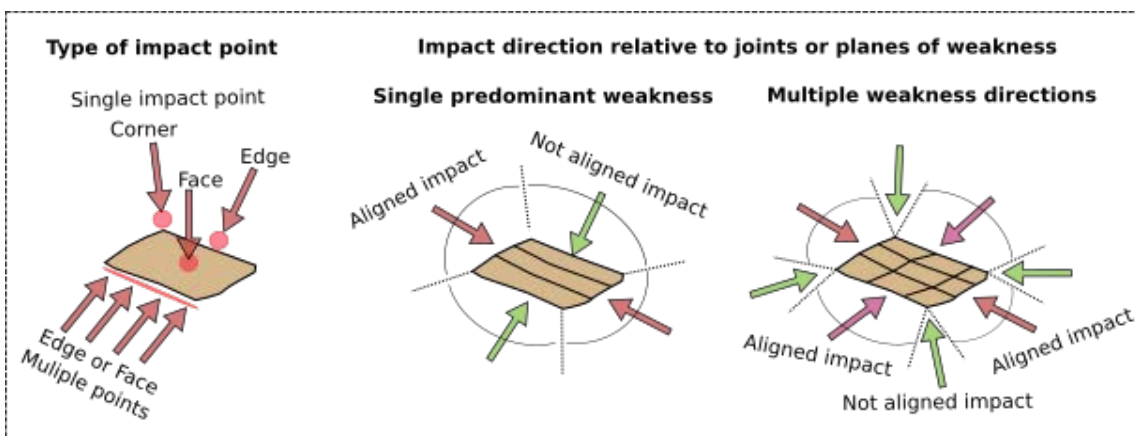 Type of impact point
Single impact point
Corner
Edge
Face
Edge or Face
Muliple points
Impact direction relative to joints or planes of weakness
Single predominant weakness
Aligned impact
Not aligned impact
Multiple weakness directions
Aligned impact
Aligned impact
Not aligned impact